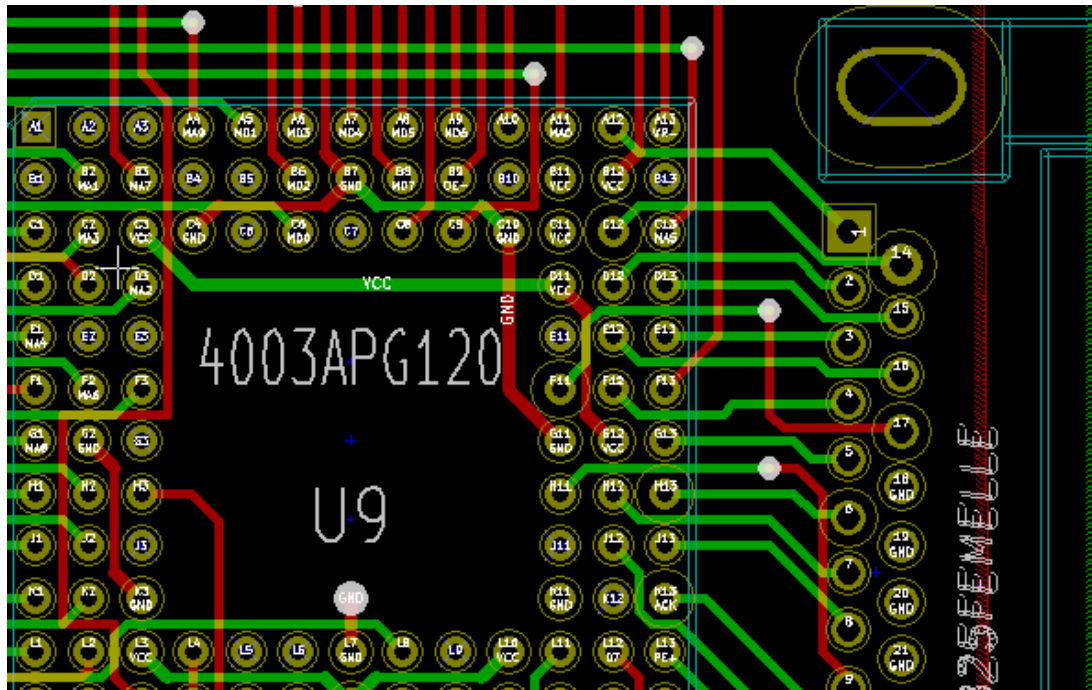 A1 A2 A3 A4 A5 A6 A7 A8 A9 A10 A11 A12 A13
MD1 MD3 MD4 MD5 MD6 MA0
B1 B2 B3 B4 B5 B6 B7 B8 B9 B10 B11 B12 B13
MA1 MA7 MD2 GND MD7 OE- VCC VCC
C1 C2 C3 C4 C5 C6 C7 C8 C9 C10 C11 C12 C13
MA3 VCC GND MD0 GND VCC MA5
1
14
D1 D2 D3 D11 D12 D13
MA2 VCC
VCC
GND
2
15
E1 E2 E3 E11 E12 E13
MA4
3
4003APG120
16
F1 F2 F3 F11 F12 F13
MA6
4
17
G1 G2 G3 G11 G12 G13
GND GND VCC
5
18
GND
H1 H2 H3 H11 H12 H13
U9
6
19
GND
J1 J2 J3 J11 J12 J13
7
K1 K2 K3 K11 K12 K13
GND GND GND ACK
20
GND
8
L1 L2 L3 L4 L5 L6 L7 L8 L9 L10 L11 L12 L13
VCC GND VCC PE+
21
GND
9